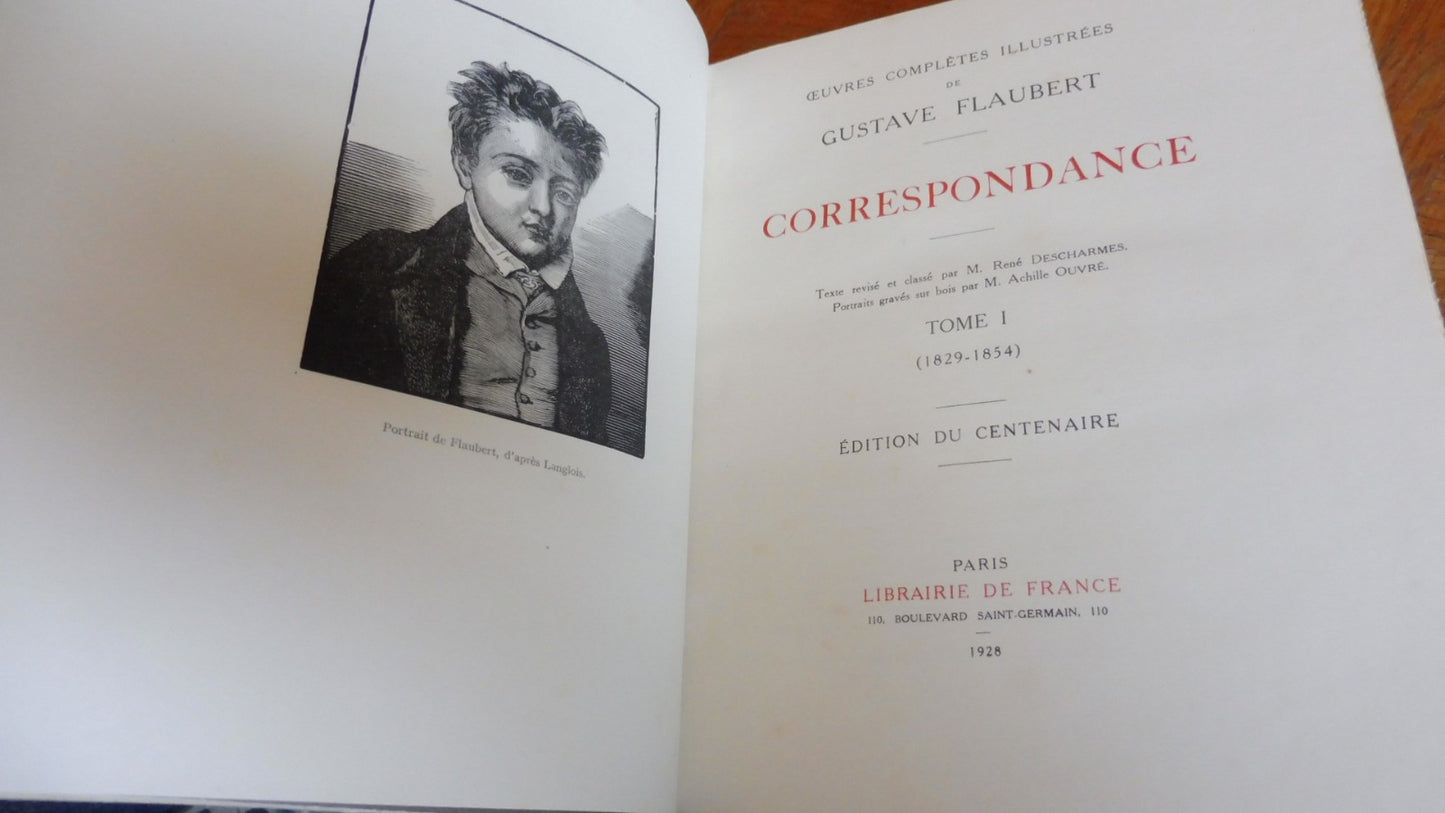 Portrait de Flaubert, d'après Langlois.
ŒUVRES COMPLÈTES ILLUSTRÉES
DE
GUSTAVE FLAUBERT
CORRESPONDANCE
Texte revisé et classé par M. René DESCHARMES.
Portraits gravés sur bois par M. Achille OUVRÉ.
TOME I
(1829-1854)
ÉDITION DU CENTENAIRE
PARIS
LIBRAIRIE DE FRANCE
110, BOULEVARD SAINT-GERMAIN, 110
1928